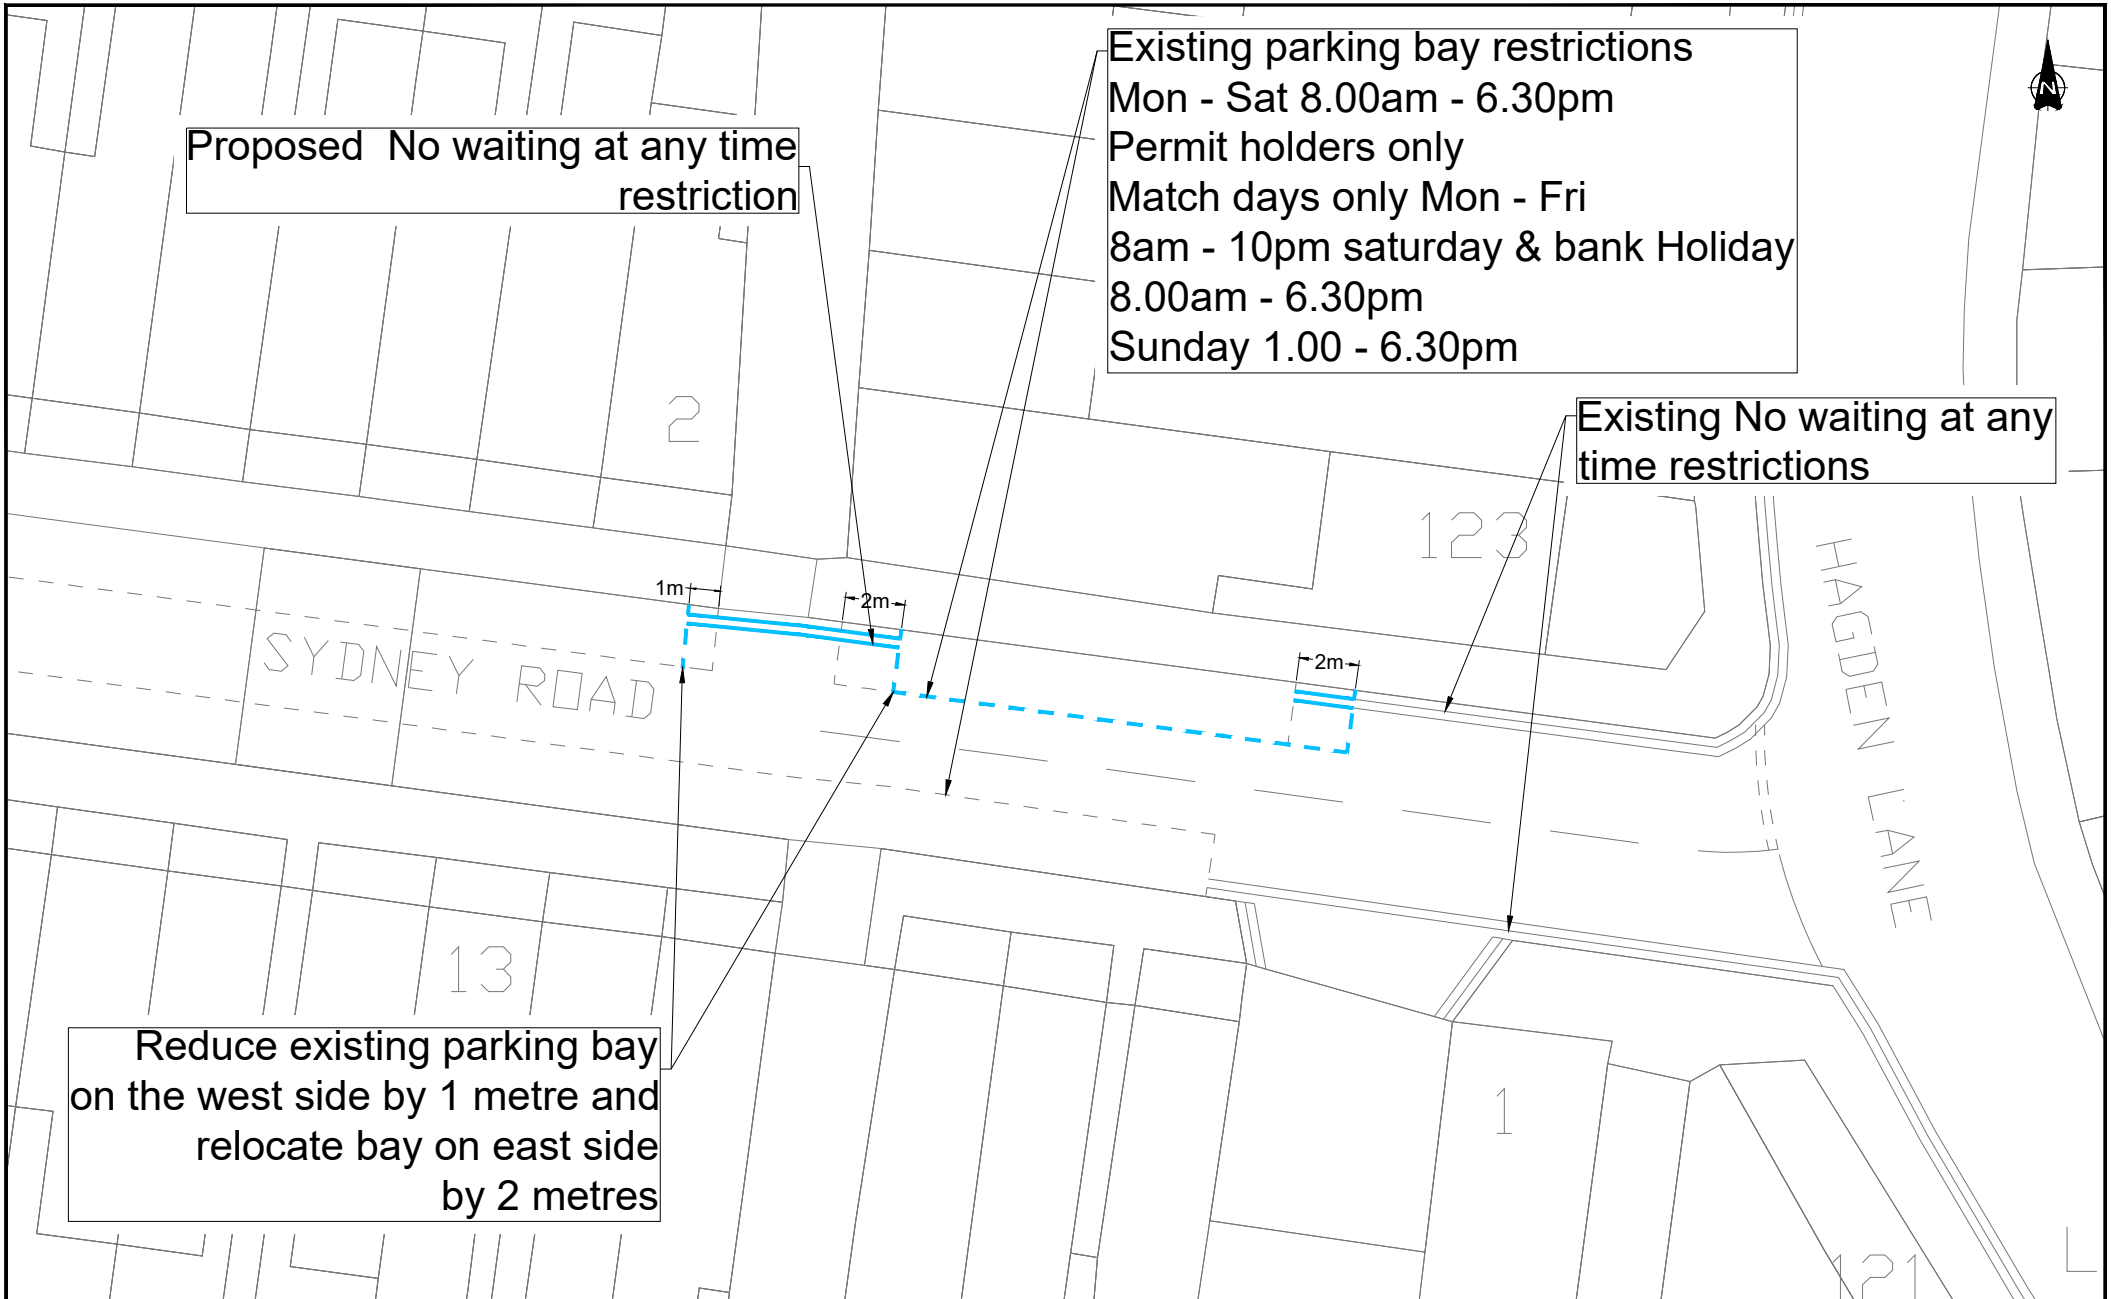 Existing parking bay restrictions
Mon - Sat 8.00am - 6.30pm
Permit holders only
Match days only Mon - Fri
8am - 10pm saturday & bank Holiday
8.00am - 6.30pm
Sunday 1.00 - 6.30pm
N
Proposed  No waiting at any time
restriction
Existing No waiting at any
time restrictions
2
123
HAGDEN LANE
1m
2m
2m
SYDNEY ROAD
13
Reduce existing parking bay
on the west side by 1 metre and
relocate bay on east side
by 2 metres
1
121